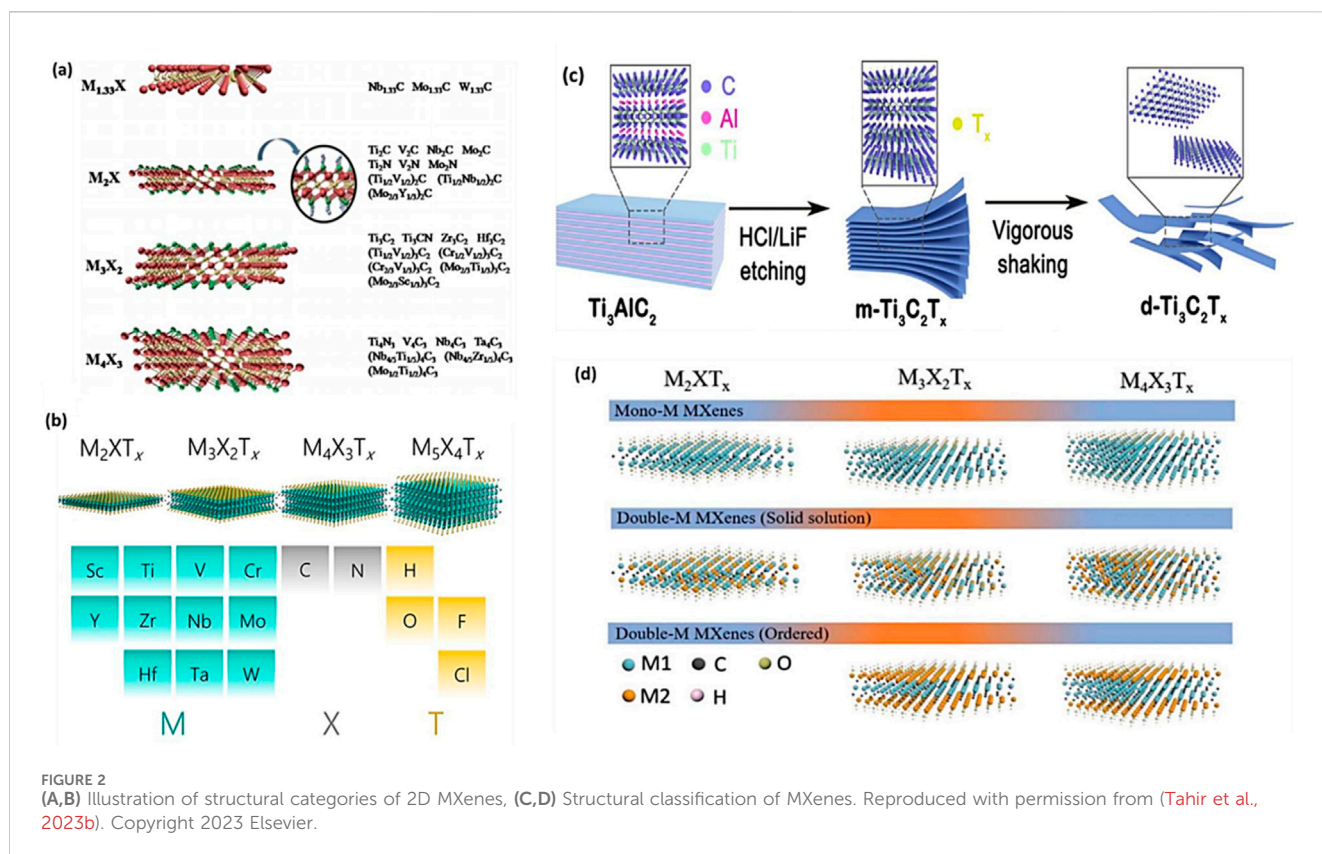 (a)
M₁.₃₃X
Nb₁.₃₃C Mo₁.₃₃C W₁.₃₃C
M₂X
Ti₂C V₂C Nb₂C Mo₂C
Ti₂N V₂N Mo₂N
(Ti₁/₂V₁/₂)₂C (Ti₁/₂Nb₁/₂)₂C
(Mo₂/₃Y₁/₃)₂C
M₃X₂
Ti₃C₂ Ti₃CN Zr₃C₂ Hf₃C₂
(Ti₁/₂V₁/₂)₃C₂ (Cr₁/₂V₁/₂)₃C₂
(Cr₂/₃V₁/₃)₃C₂ (Mo₂/₃Ti₁/₃)₃C₂
(Mo₂/₃Sc₁/₃)₃C₂
M₄X₃
Ti₄N₃ V₄C₃ Nb₄C₃ Ta₄C₃
(Nb₄/₅Ti₁/₅)₄C₃ (Nb₄/₅Zr₁/₅)₄C₃
(Mo₁/₂Ti₁/₂)₄C₃
(b)
M₂XTₓ M₃X₂Tₓ M₄X₃Tₓ M₅X₄Tₓ
Sc Ti V Cr C N H
Y Zr Nb Mo O F
Hf Ta W Cl
M X T
(c)
C
Al
Ti
Tₓ
HCl/LiF
etching
Vigorous
shaking
Ti₃AlC₂
m-Ti₃C₂Tₓ
d-Ti₃C₂Tₓ
(d)
M₂XTₓ M₃X₂Tₓ M₄X₃Tₓ
Mono-M MXenes
Double-M MXenes (Solid solution)
Double-M MXenes (Ordered)
M1 C O
M2 H
FIGURE 2
(A,B) Illustration of structural categories of 2D MXenes, (C,D) Structural classification of MXenes. Reproduced with permission from (Tahir et al.,
2023b). Copyright 2023 Elsevier.